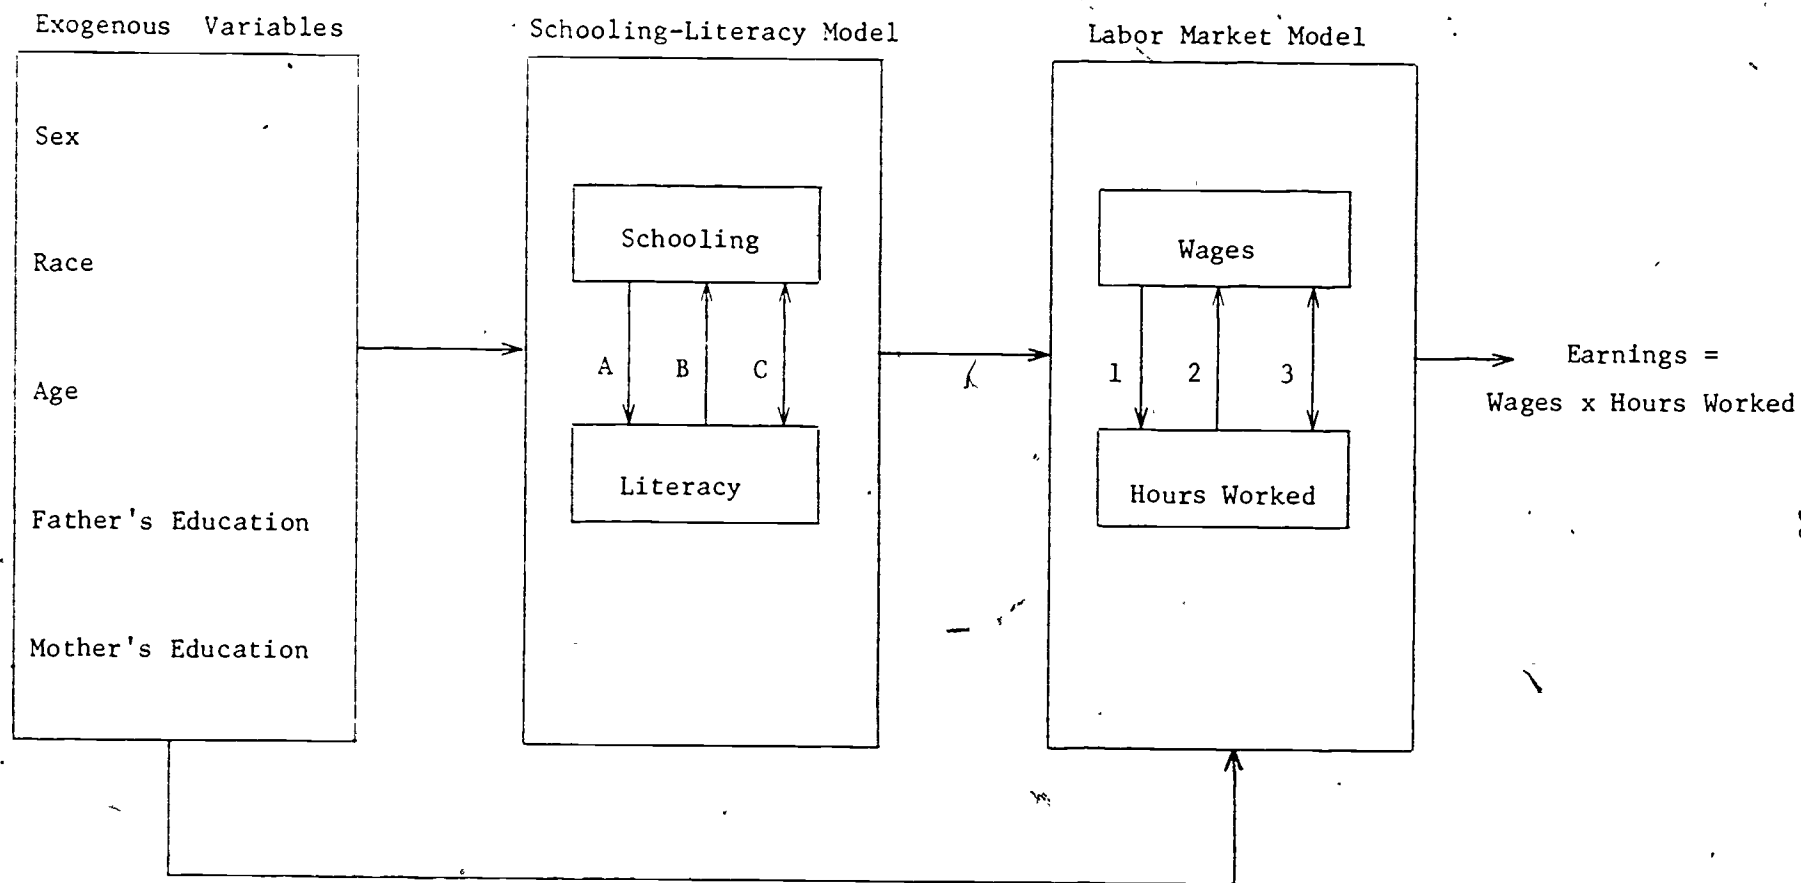 Exogenous Variables
Sex
Race
Age
Father's Education
Mother's Education
Schooling-Literacy Model
Schooling
A B C
Literacy
Labor Market Model
Wages
1 2 3
Hours Worked
Earnings =
Wages x Hours Worked